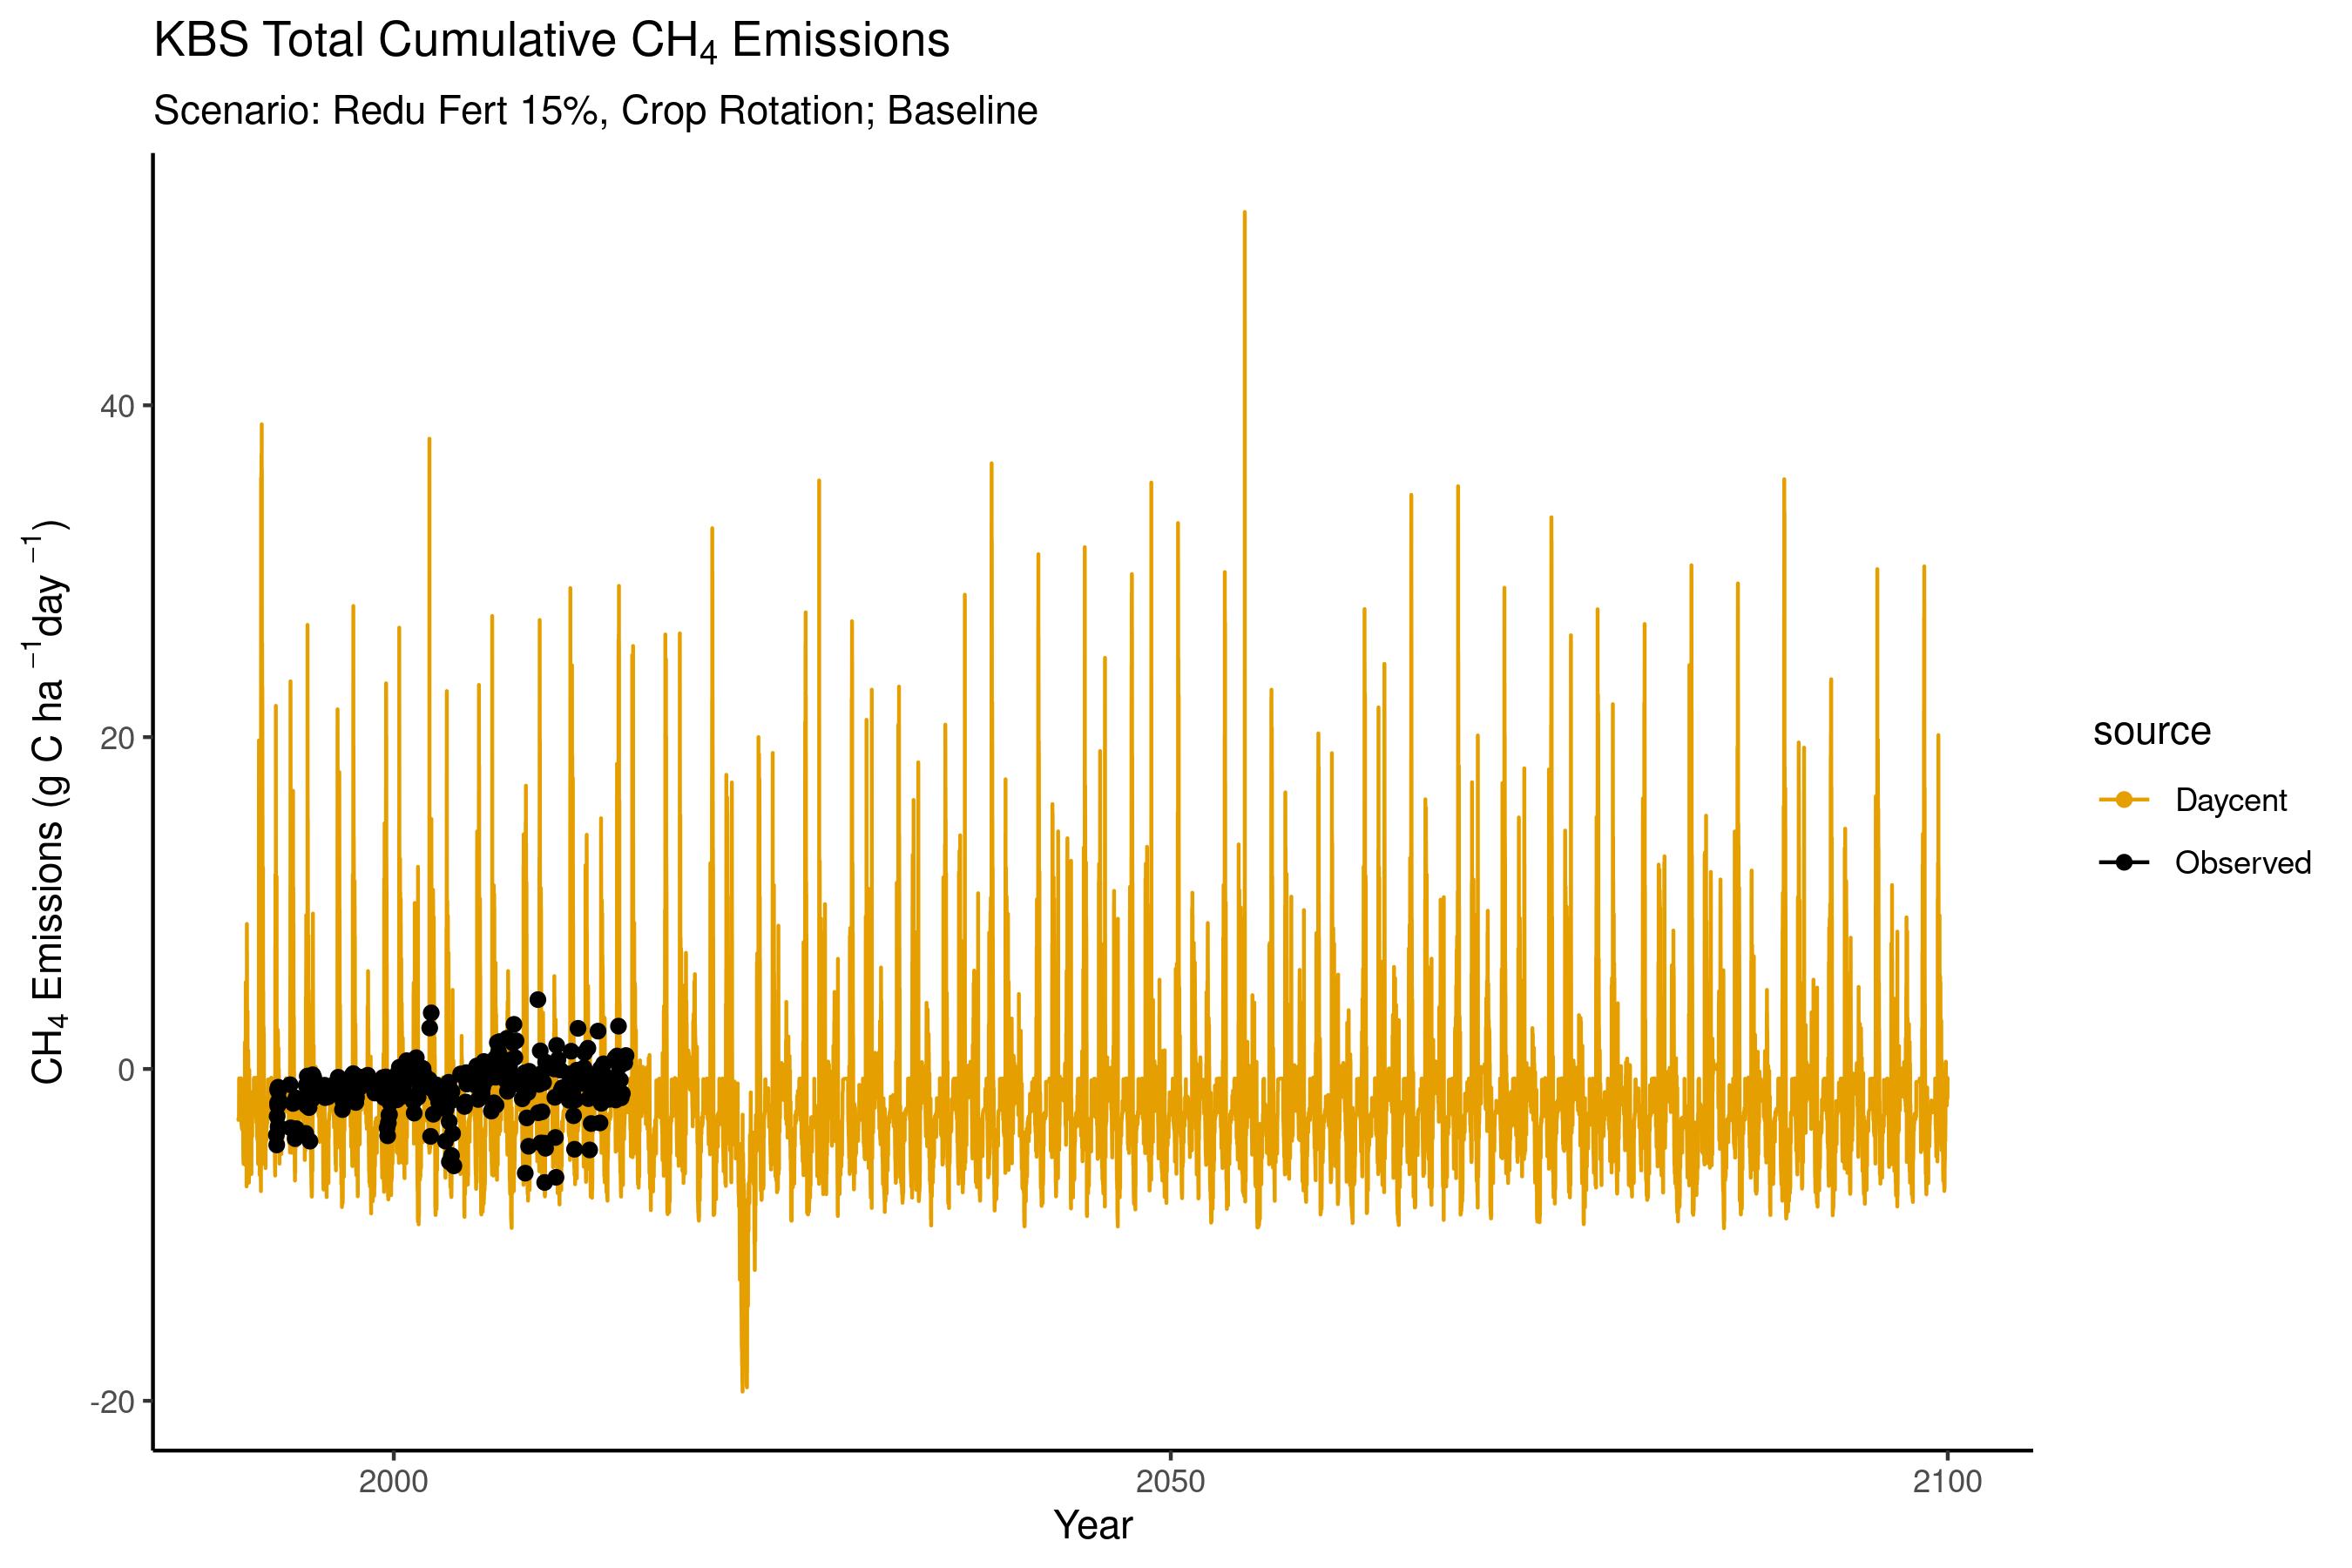 KBS Total Cumulative CH₄ Emissions
Scenario: Redu Fert 15%, Crop Rotation; Baseline
CH₄ Emissions (g C ha ⁻¹day ⁻¹)
40
20
0
-20
2000
2050
2100
Year
source
Daycent
Observed